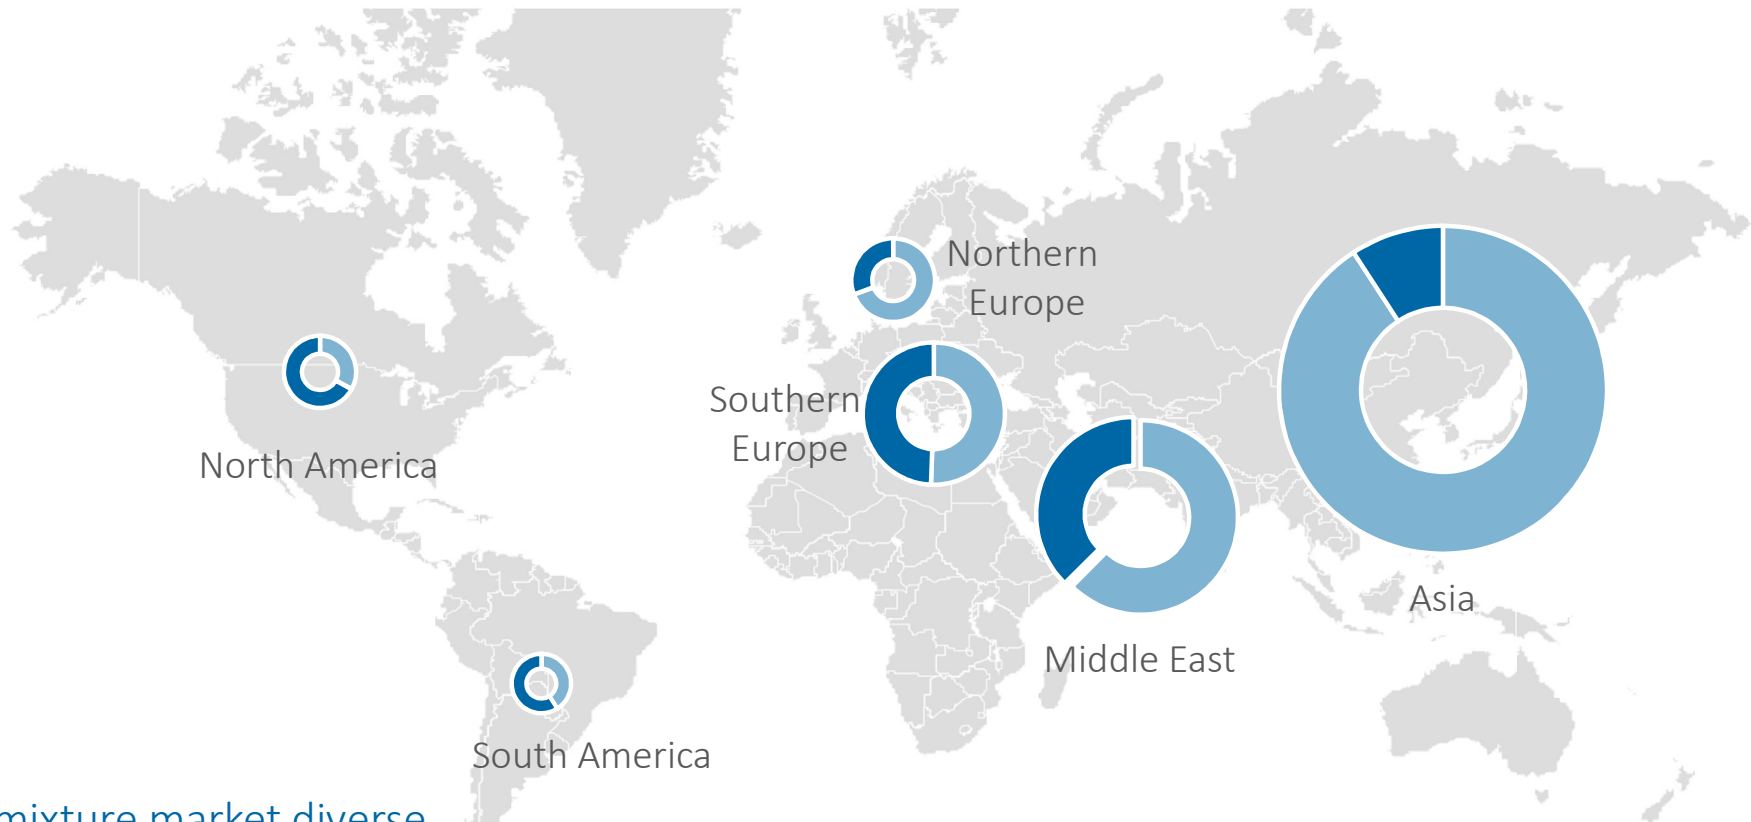 Northern
Europe
Southern
Europe
North America
Asia
Middle East
South America
mixture market diverse